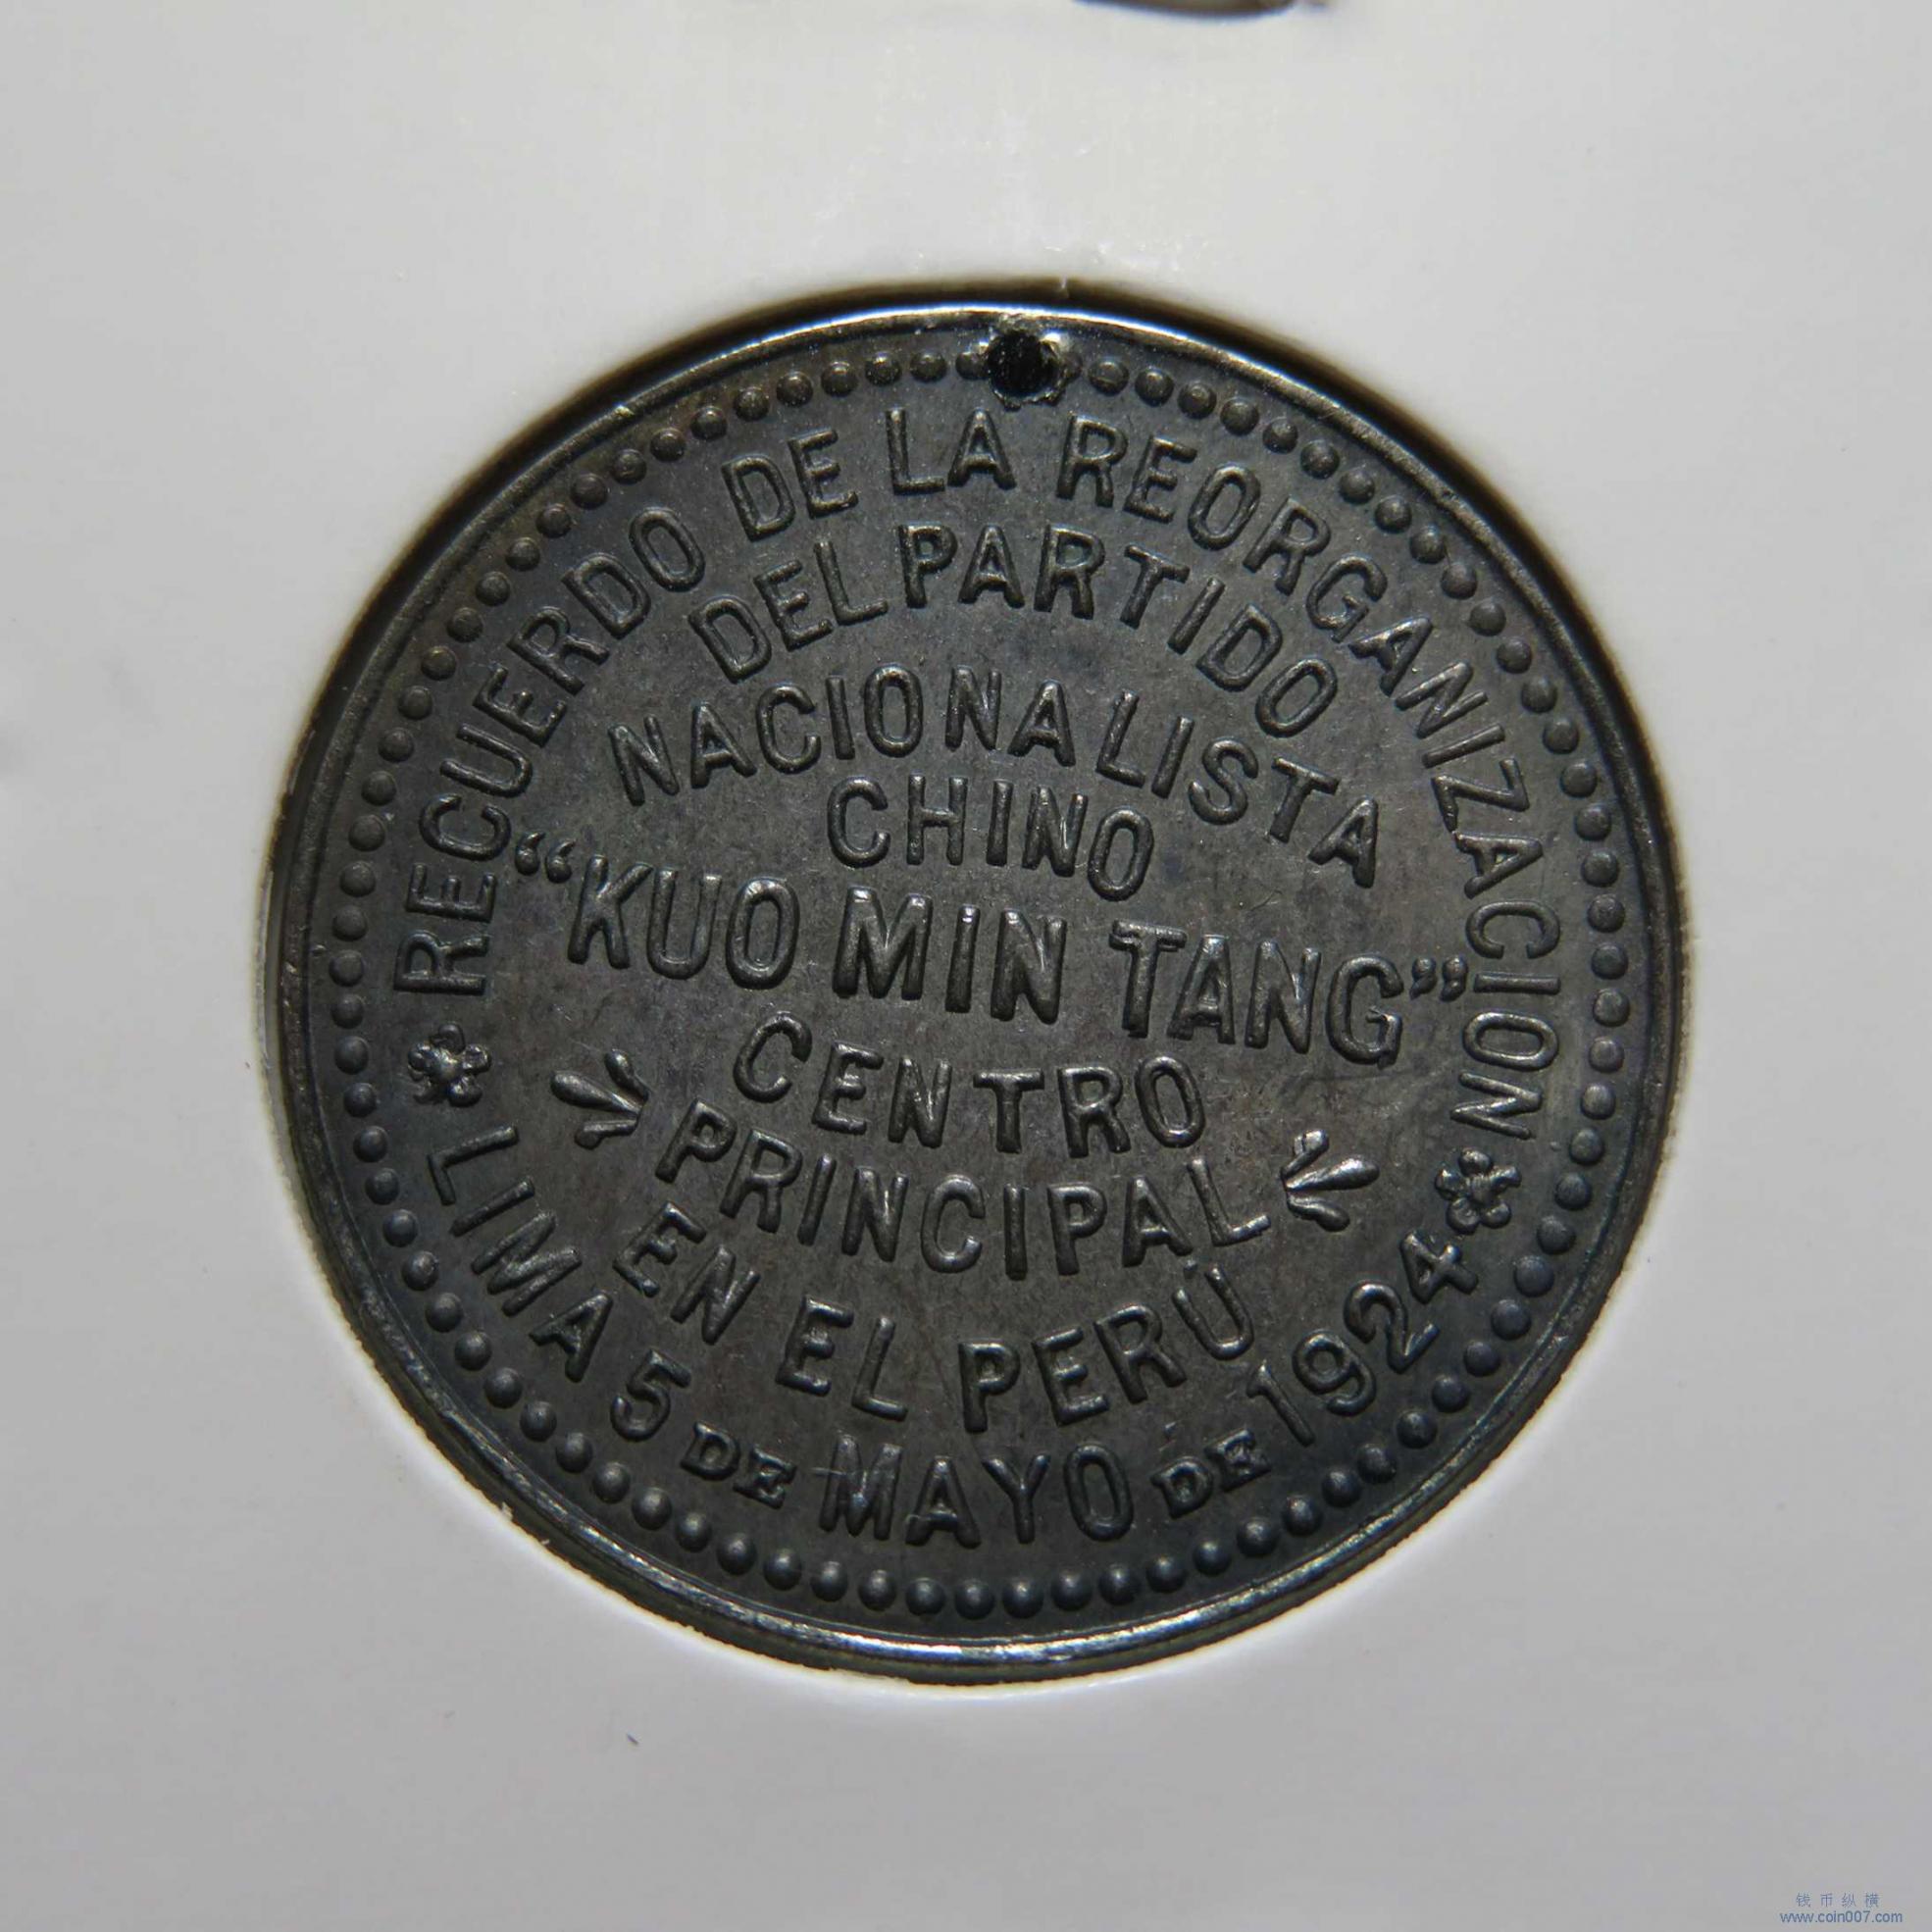 RECUERDO DE LA REORGANIZACION
DEL PARTIDO
NACIONALISTA
CHINO
“KUO MIN TANG”
CENTRO
PRINCIPAL
EN EL PERÚ
LIMA 5 DE MAYO DE 1924
钱币纵横
www.coin007.com